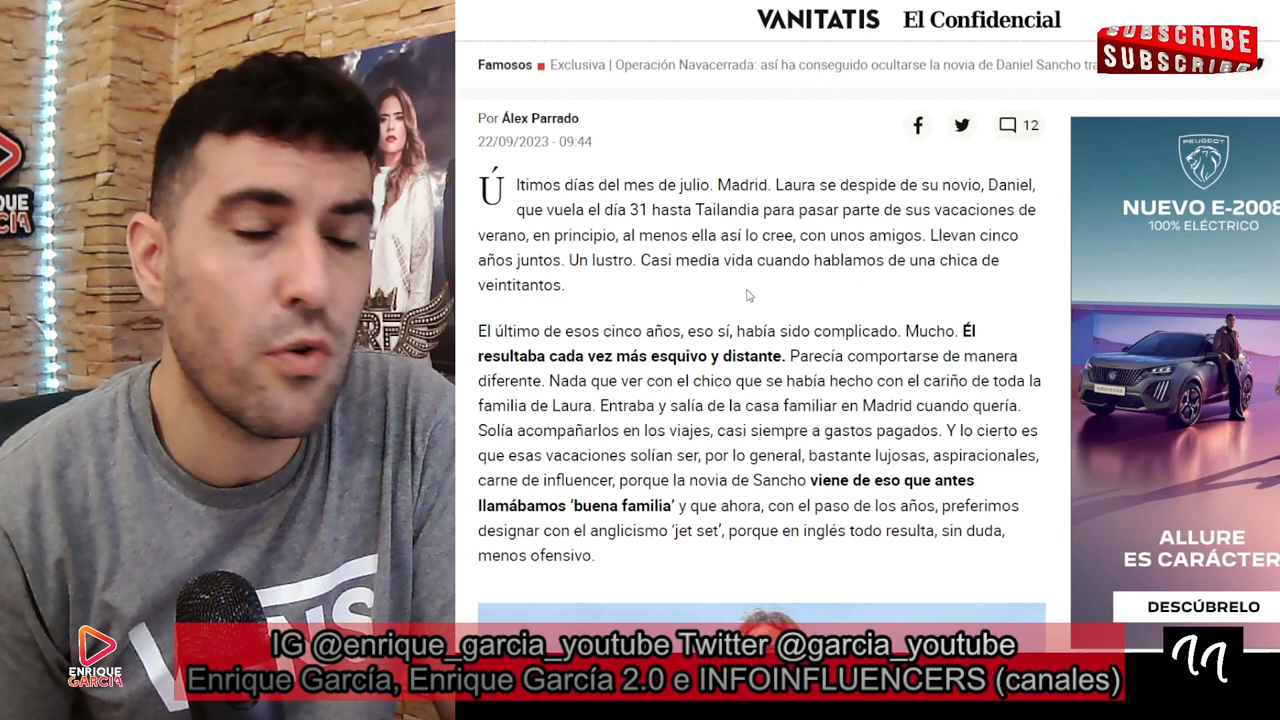 VANITATIS El Confidencial
SUBSCRIBE
SUBSCRIBE
Famosos ■ Exclusiva | Operación Navacerrada: así ha conseguido ocultarse la novia de Daniel Sancho
Por Álex Parrado
22/09/2023 - 09:44
12
Últimos días del mes de julio. Madrid. Laura se despide de su novio, Daniel,
que vuela el día 31 hasta Tailandia para pasar parte de sus vacaciones de
verano, en principio, al menos ella así lo cree, con unos amigos. Llevan cinco
años juntos. Un lustro. Casi media vida cuando hablamos de una chica de
veintitantos.
El último de esos cinco años, eso sí, había sido complicado. Mucho. Él
resultaba cada vez más esquivo y distante. Parecía comportarse de manera
diferente. Nada que ver con el chico que se había hecho con el cariño de toda la
familia de Laura. Entraba y salía de la casa familiar en Madrid cuando quería.
Solía acompañarlos en los viajes, casi siempre a gastos pagados. Y lo cierto es
que esas vacaciones solían ser, por lo general, bastante lujosas, aspiracionales,
carne de influencer, porque la novia de Sancho viene de eso que antes
llamábamos ‘buena familia’ y que ahora, con el paso de los años, preferimos
designar con el anglicismo ‘jet set’, porque en inglés todo resulta, sin duda,
menos ofensivo.
PEUGEOT
NUEVO E-2008
100% ELÉCTRICO
ALLURE
ES CARÁCTER
DESCÚBRELO
GARCÍA
VANS
ENRIQUE
GARCÍA
IG @enrique_garcia_youtube Twitter @garcia_youtube
Enrique García, Enrique García 2.0 e INFOINFLUENCERS (canales)